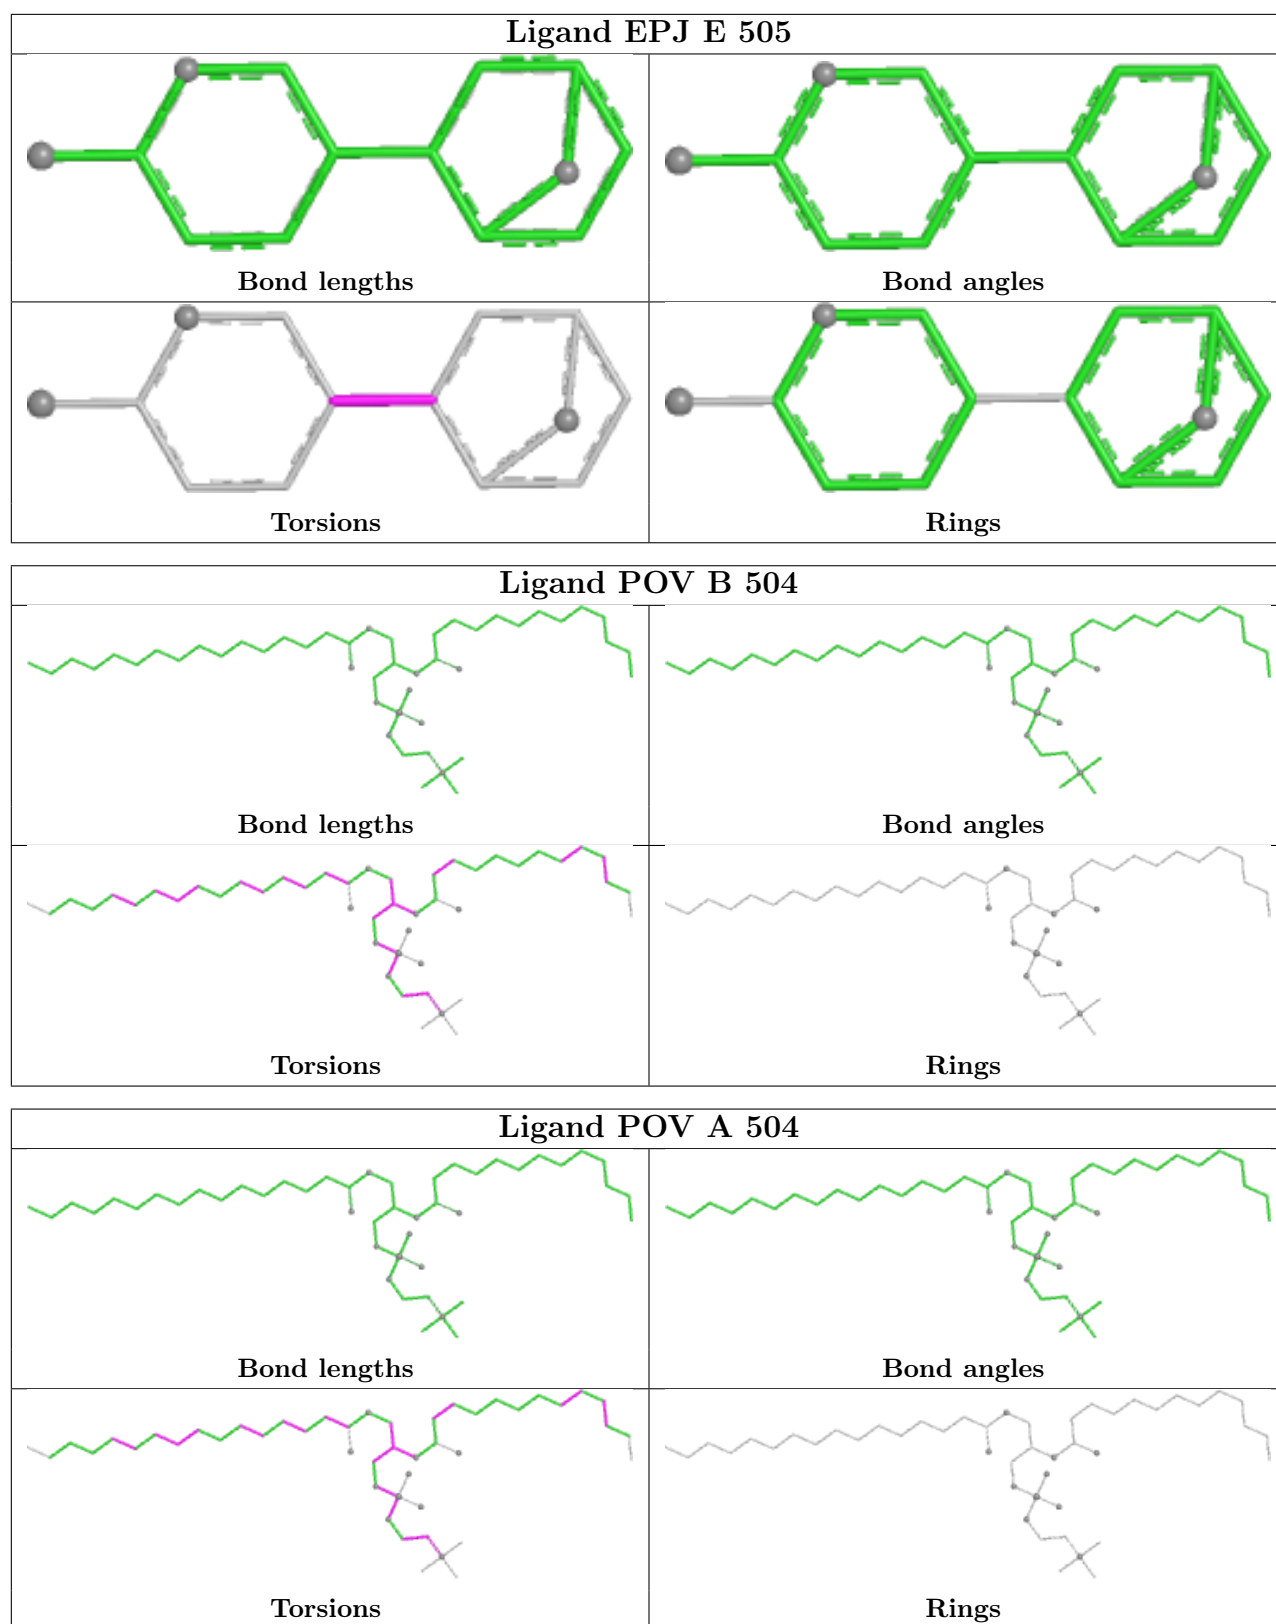 Ligand EPJ E 505
Bond lengths
Bond angles
Torsions
Rings
Ligand POV B 504
Bond lengths
Bond angles
Torsions
Rings
Ligand POV A 504
Bond lengths
Bond angles
Torsions
Rings